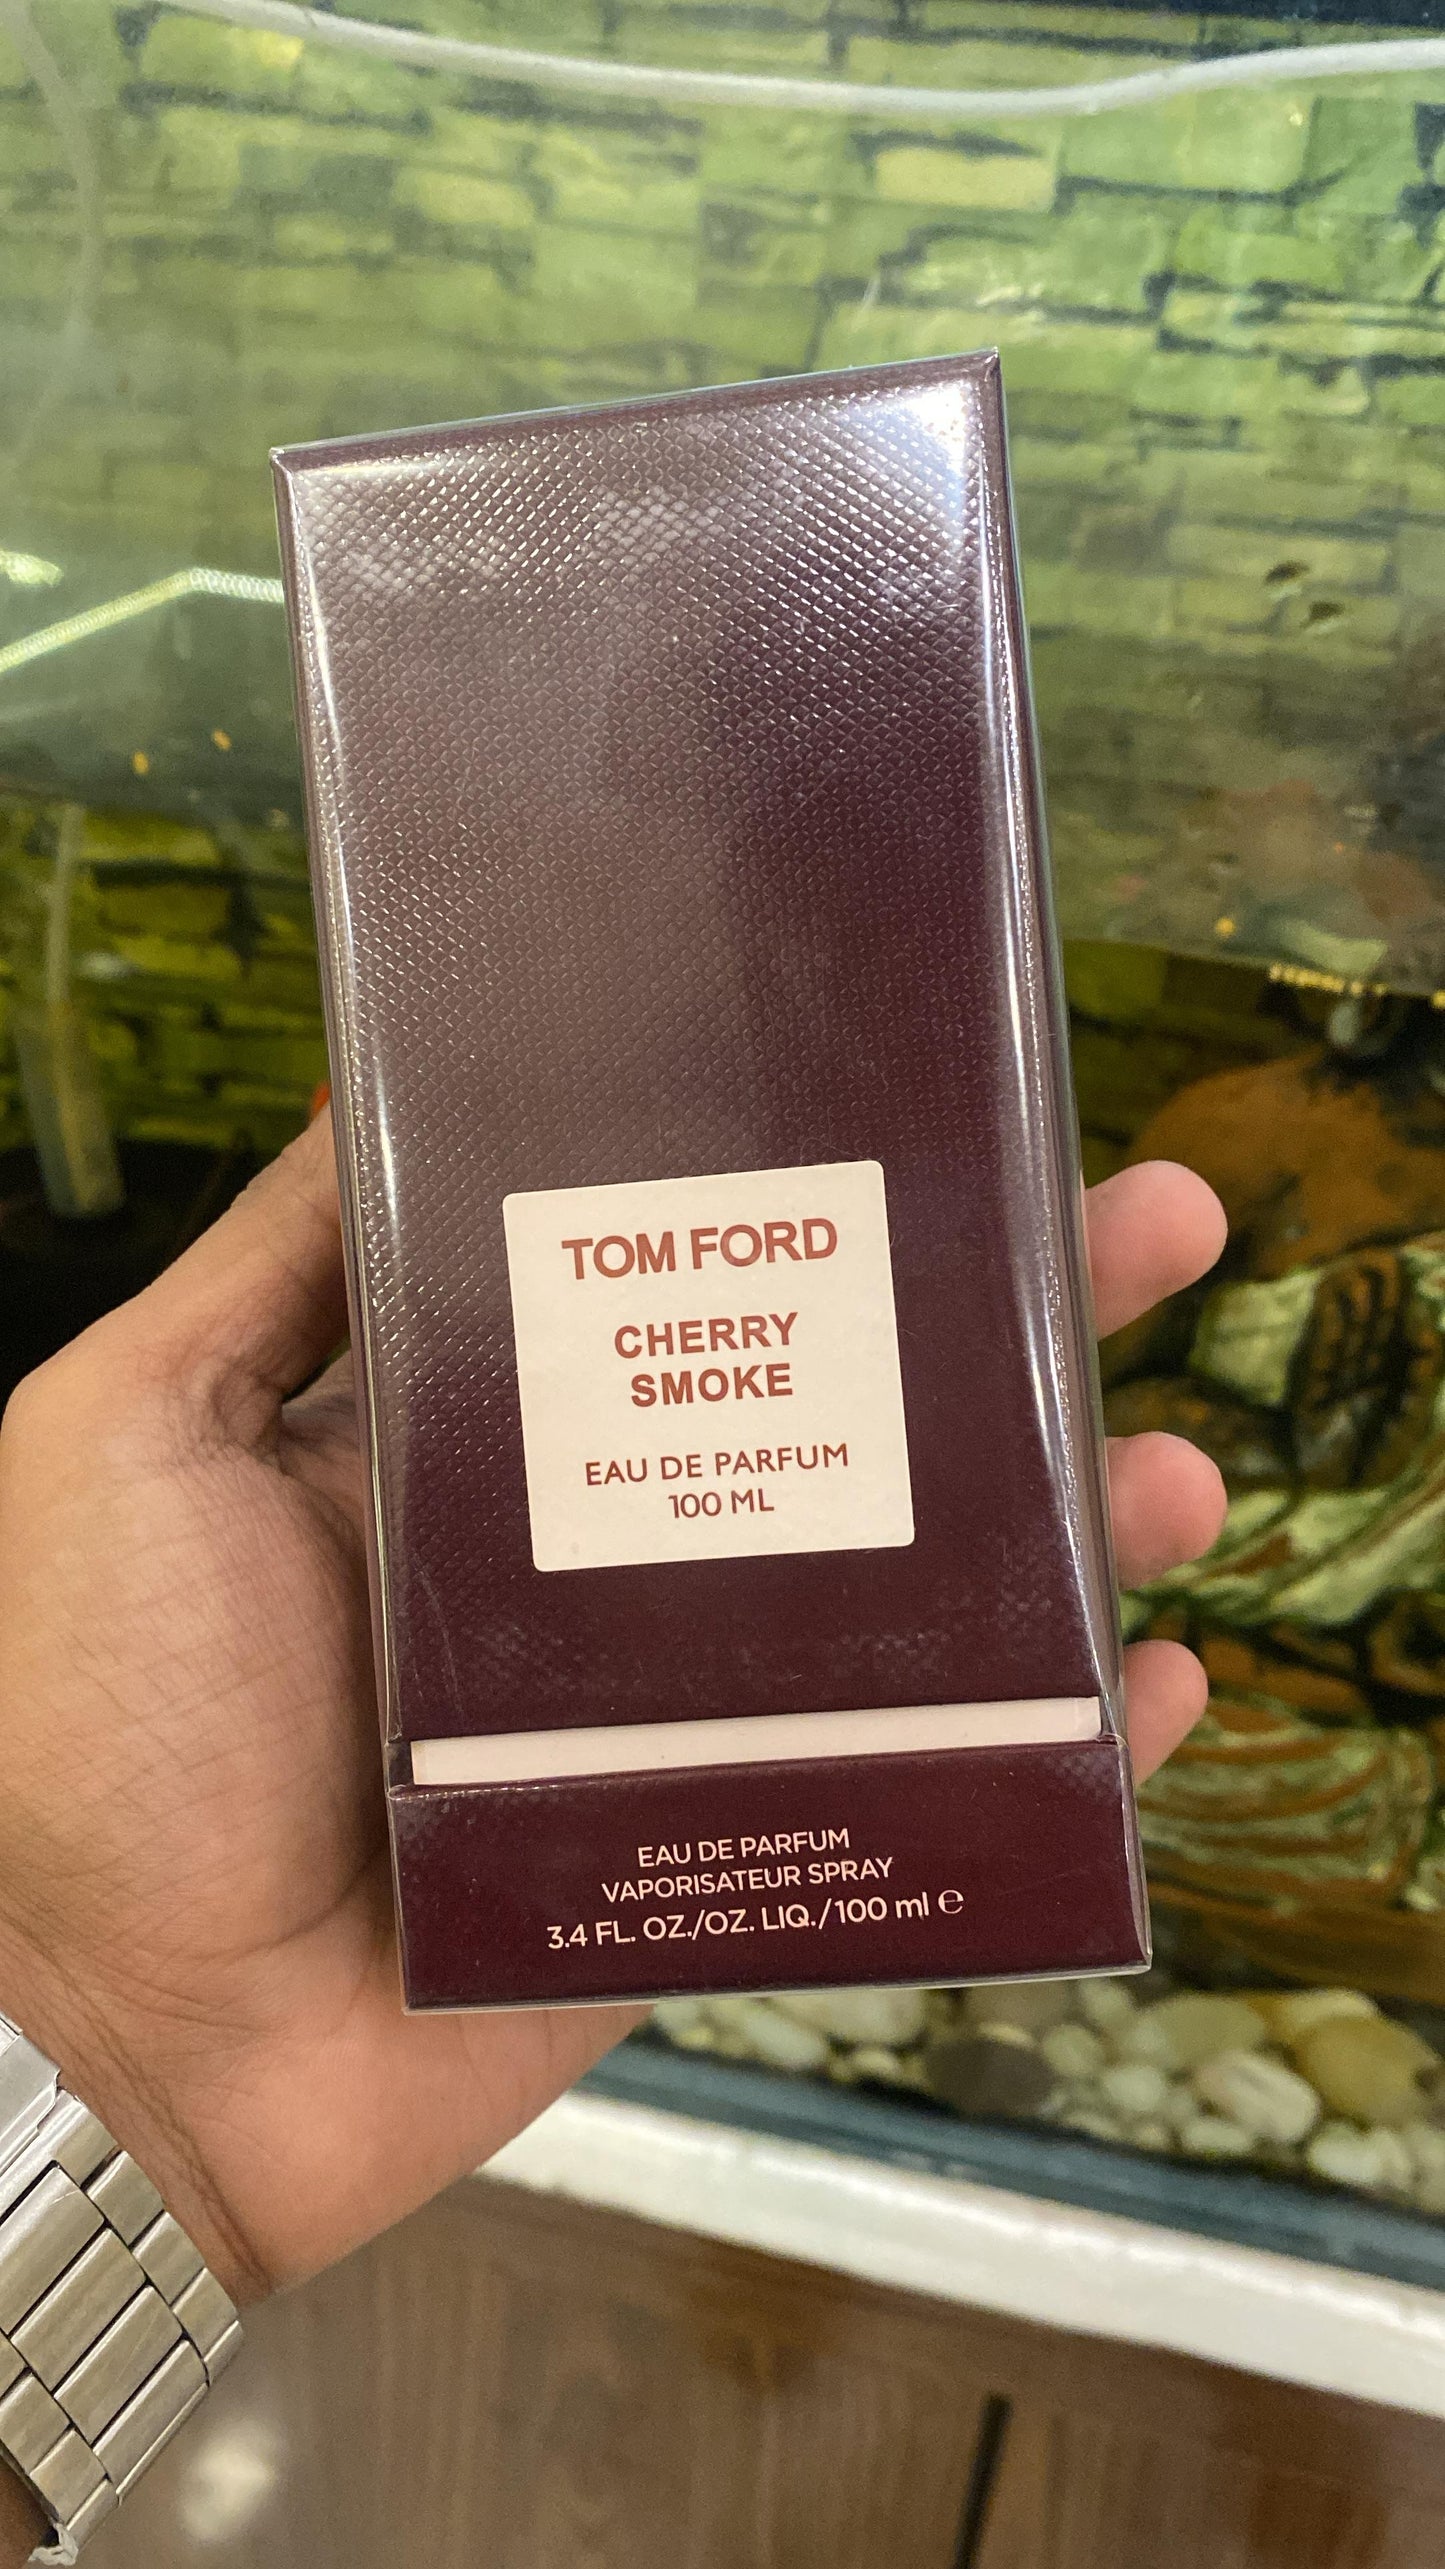 TOM FORD
CHERRY
SMOKE
EAU DE PARFUM
100 ML
EAU DE PARFUM
VAPORISATEUR SPRAY
3.4 FL. OZ./OZ. LIQ./100 ml ℮